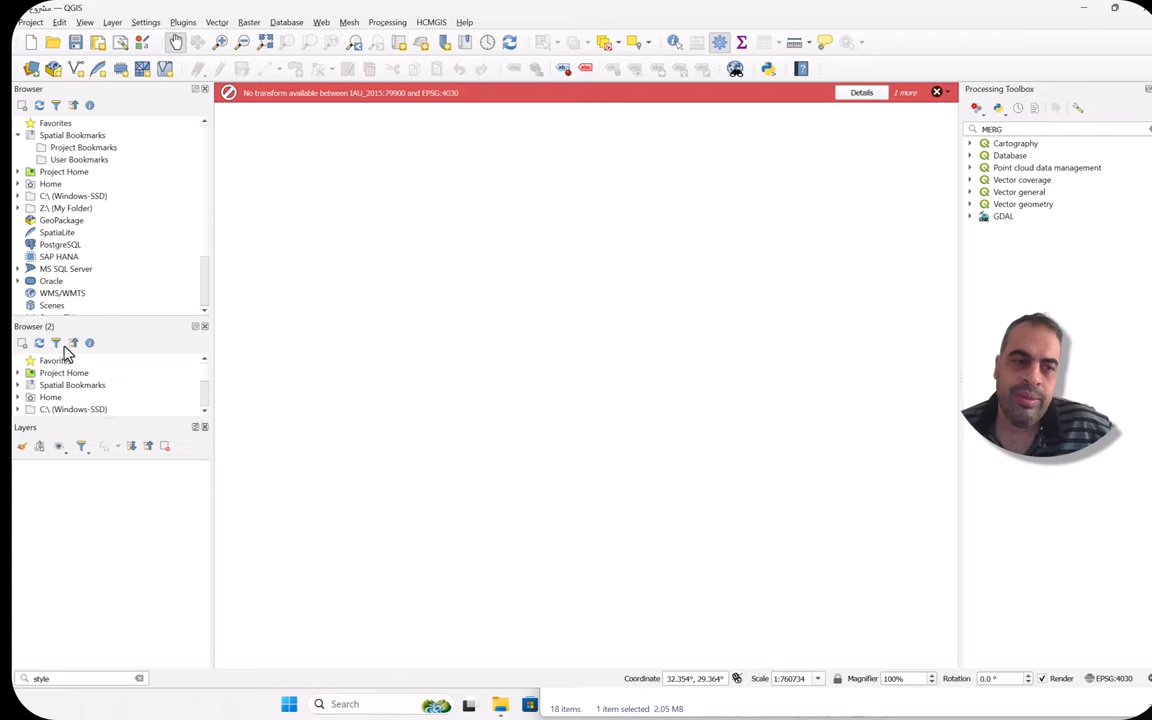 مشروع — QGIS
Project Edit View Layer Settings Plugins Vector Raster Database Web Mesh Processing HCMGIS Help
Browser
No transform available between IAU_2015:79900 and EPSG:4030
Details
1 more
Processing Toolbox
MERG
Favorites
Spatial Bookmarks
Project Bookmarks
User Bookmarks
Project Home
Home
C:\ (Windows-SSD)
Z:\ (My Folder)
GeoPackage
SpatiaLite
PostgreSQL
SAP HANA
MS SQL Server
Oracle
WMS/WMTS
Scenes
Cartography
Database
Point cloud data management
Vector coverage
Vector general
Vector geometry
GDAL
Browser (2)
Project Home
Spatial Bookmarks
Home
C:\ (Windows-SSD)
Layers
style
Coordinate 32.354°, 29.364° Scale 1:760734 Magnifier 100% Rotation 0.0 ° Render EPSG:4030
Search
18 items 1 item selected 2.05 MB